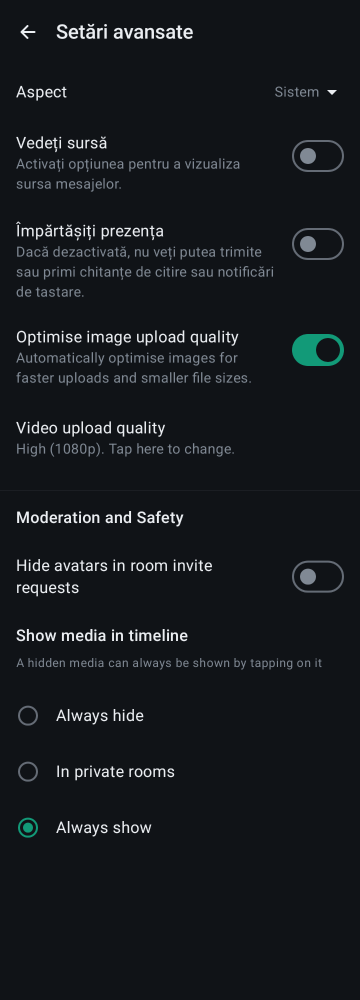 Setări avansate
Aspect
Sistem
Vedeți sursă
Activați opțiunea pentru a vizualiza
sursa mesajelor.
Împărtășiți prezența
Dacă dezactivată, nu veți putea trimite
sau primi chitanțe de citire sau notificări
de tastare.
Optimise image upload quality
Automatically optimise images for
faster uploads and smaller file sizes.
Video upload quality
High (1080p). Tap here to change.
Moderation and Safety
Hide avatars in room invite
requests
Show media in timeline
A hidden media can always be shown by tapping on it
Always hide
In private rooms
Always show